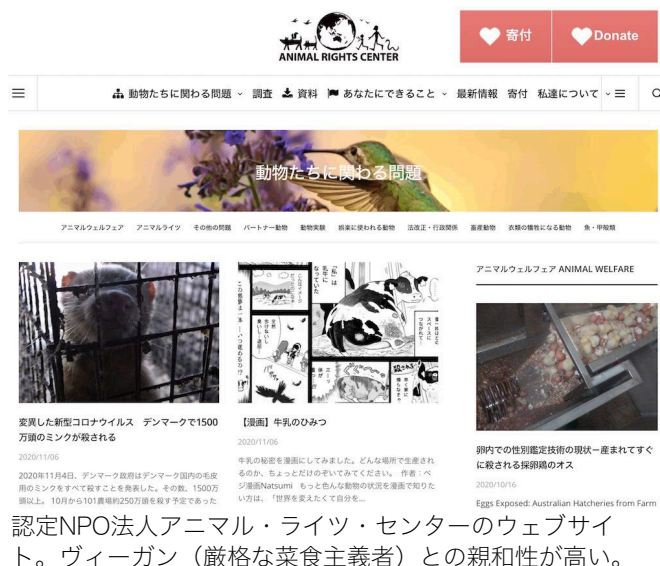 ANIMAL RIGHTS CENTER
寄付
Donate
動物たちに関わる問題
調査
資料
あなたにできること
最新情報
寄付
私達について
動物たちに関わる問題
アニマルウェルフェア
アニマルライツ
その他の問題
パートナー動物
動物実験
娯楽に使われる動物
法改正・行政関係
畜産動物
衣類の犠牲になる動物
魚・甲殻類
変異した新型コロナウイルス デンマークで1500
万頭のミンクが殺される
2020/11/06
2020年11月4日、デンマーク政府はデンマーク国内の毛皮
用のミンクをすべて殺すことを発表した。その数、1500万
頭以上。 10月から101農場約250万頭を殺す予定であった
【漫画】牛乳のひみつ
2020/11/06
牛乳の秘密を漫画にしてみました。どんな場所で生産され
るのか、ちょっとだけのぞいてみてください。 作者：ベ
ジ漫画Natsumi もっと色んな動物の状況を漫画で知りた
い方は、「世界を変えたくて自分を...
アニマルウェルフェア ANIMAL WELFARE
卵内での性別鑑定技術の現状ー産まれてすぐ
に殺される採卵鶏のオス
2020/10/16
Eggs Exposed: Australian Hatcheries from Farm
認定NPO法人アニマル・ライツ・センターのウェブサイ
ト。ヴィーガン（厳格な菜食主義者）との親和性が高い。